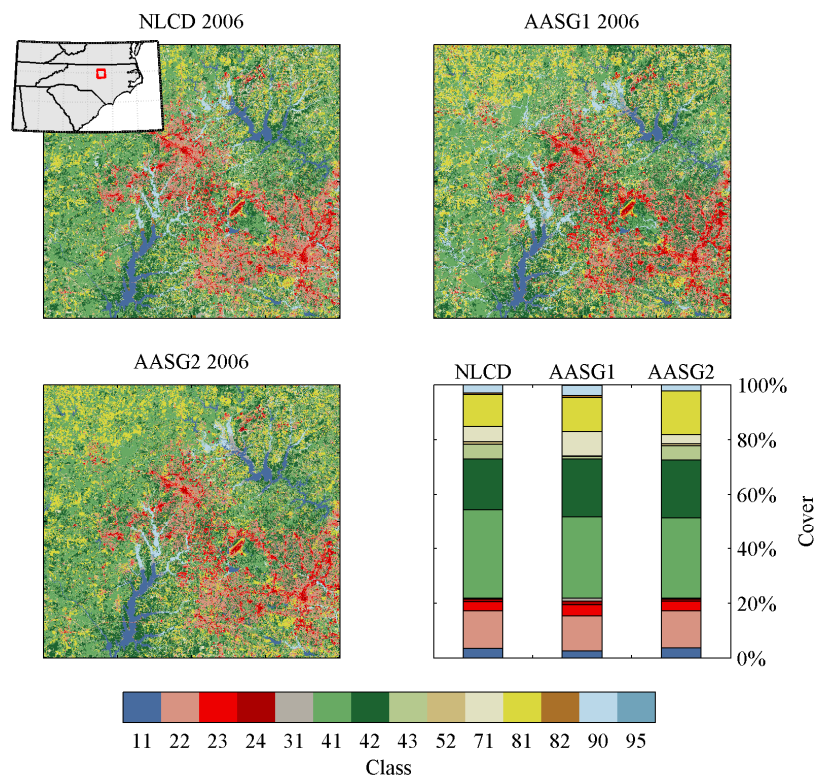 NLCD 2006
AASG1 2006
AASG2 2006
NLCD AASG1 AASG2
100%
80%
60%
40%
20%
0%
Cover
11 22 23 24 31 41 42 43 52 71 81 82 90 95
Class